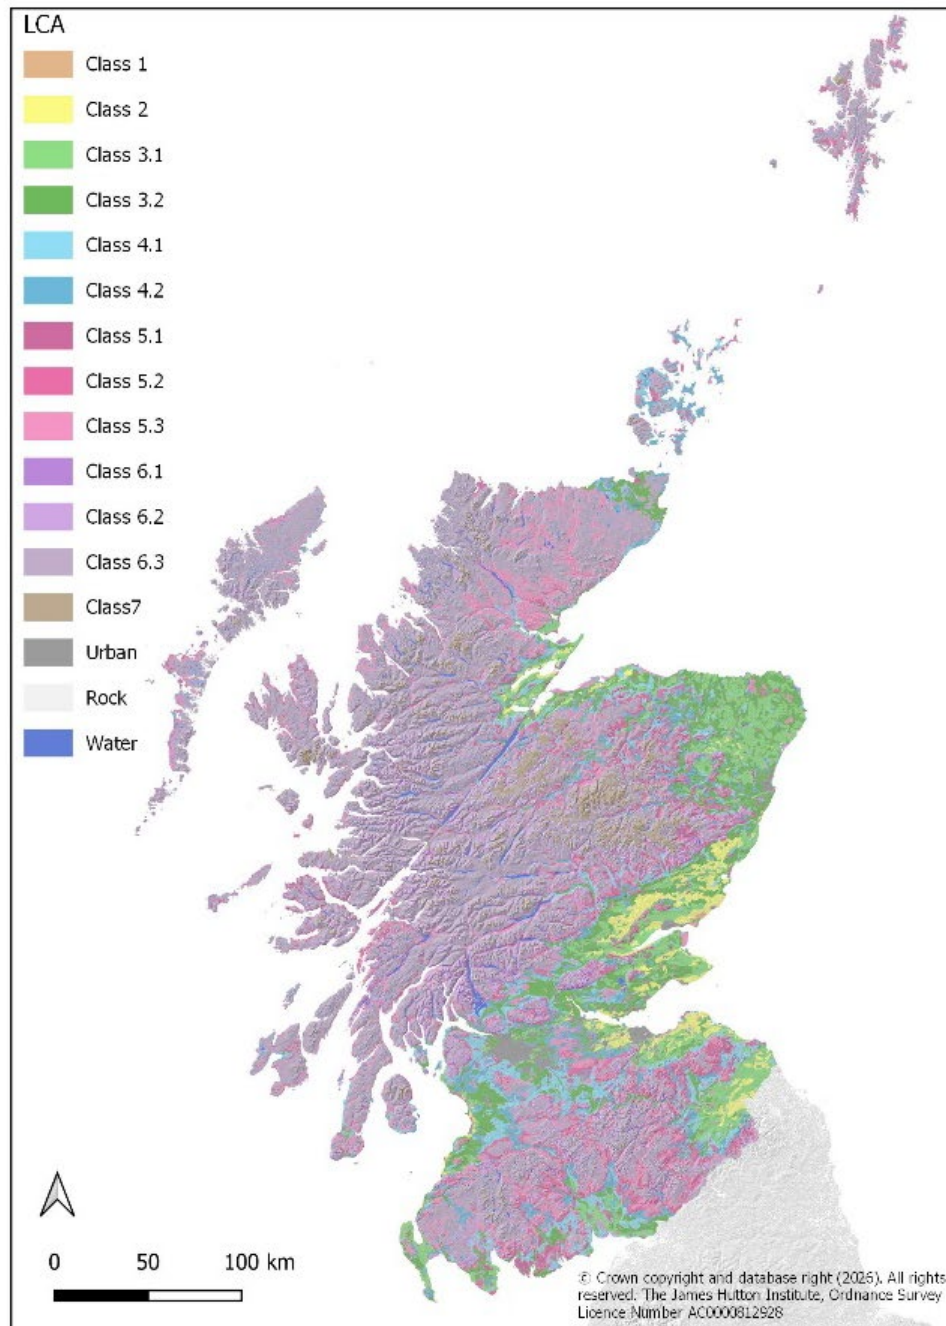 LCA
Class 1
Class 2
Class 3.1
Class 3.2
Class 4.1
Class 4.2
Class 5.1
Class 5.2
Class 5.3
Class 6.1
Class 6.2
Class 6.3
Class7
Urban
Rock
Water
0 50 100 km
© Crown copyright and database right (2026). All rights
reserved. The James Hutton Institute, Ordnance Survey
Licence Number AC0000812928